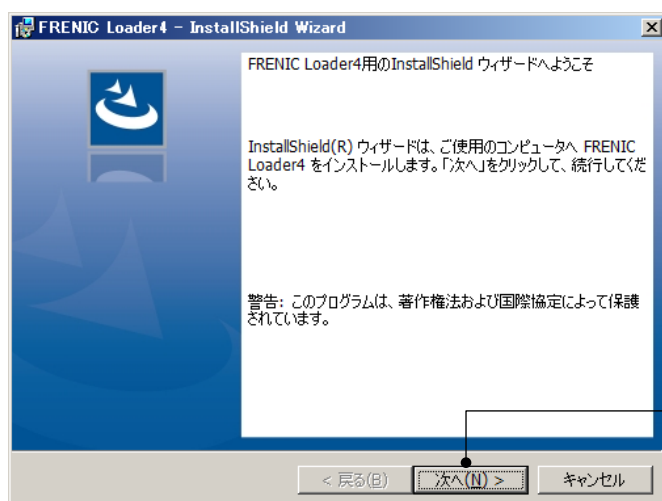 FRENIC Loader4 - InstallShield Wizard
FRENIC Loader4用のInstallShield ウィザードへようこそ
InstallShield(R) ウィザードは、ご使用のコンピュータへ FRENIC
Loader4 をインストールします。「次へ」をクリックして、続行してくだ
さい。
警告: このプログラムは、著作権法および国際協定によって保護
されています。
< 戻る(B)
次へ(N) >
キャンセル